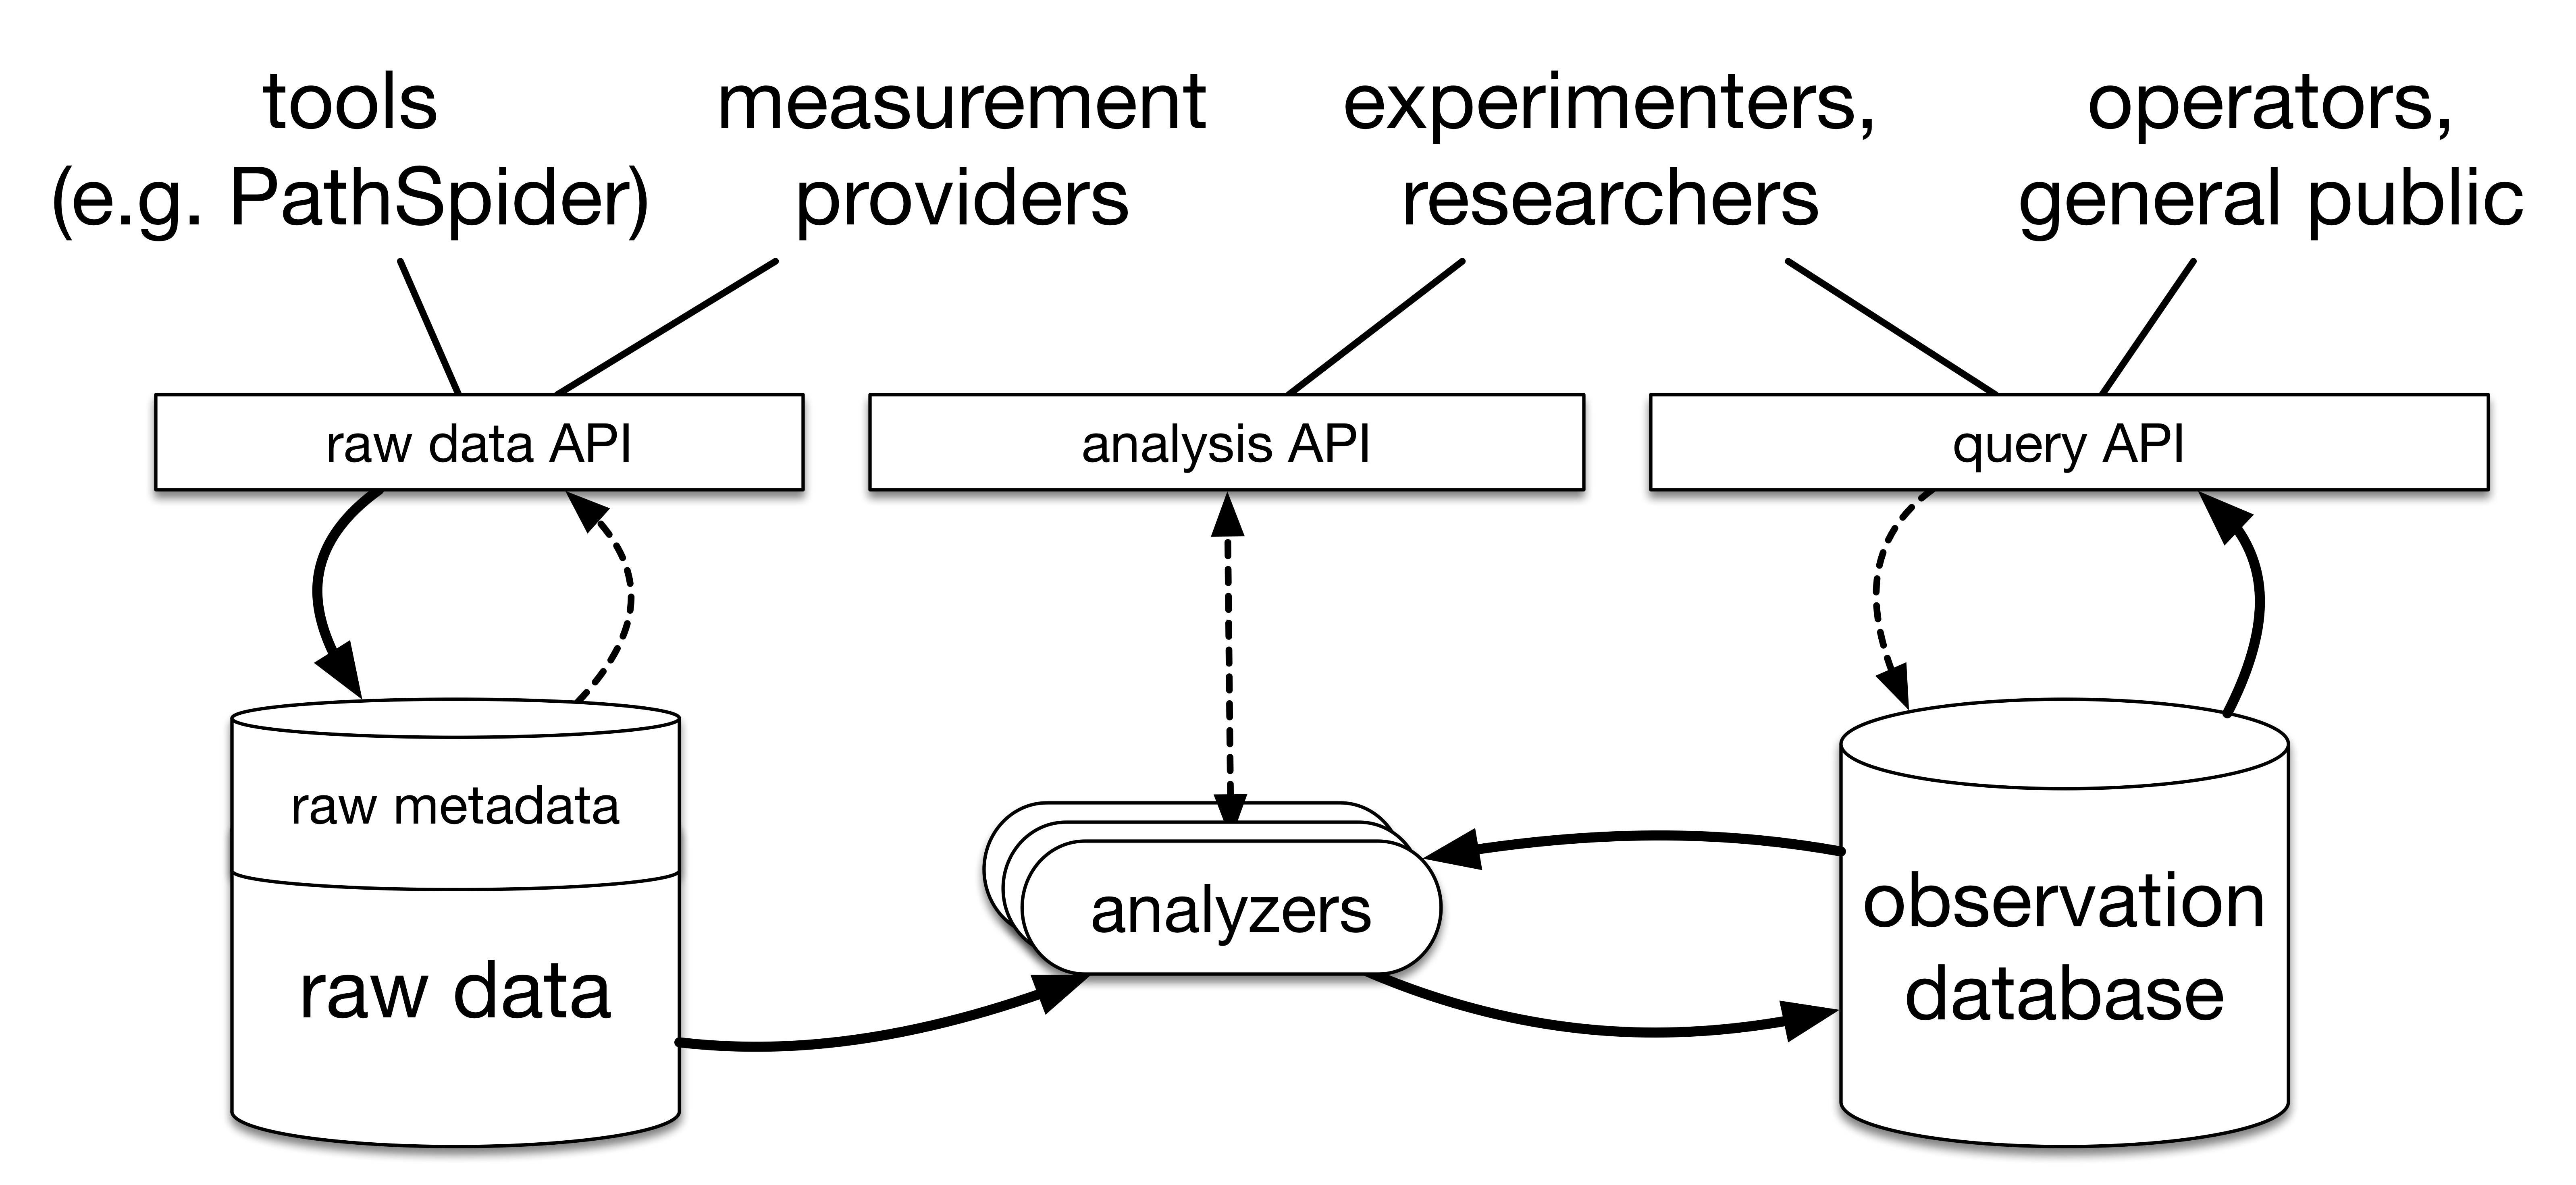 tools
(e.g. PathSpider)
measurement
providers
experimenters,
researchers
operators,
general public
raw data API
analysis API
query API
raw metadata
raw data
analyzers
observation
database